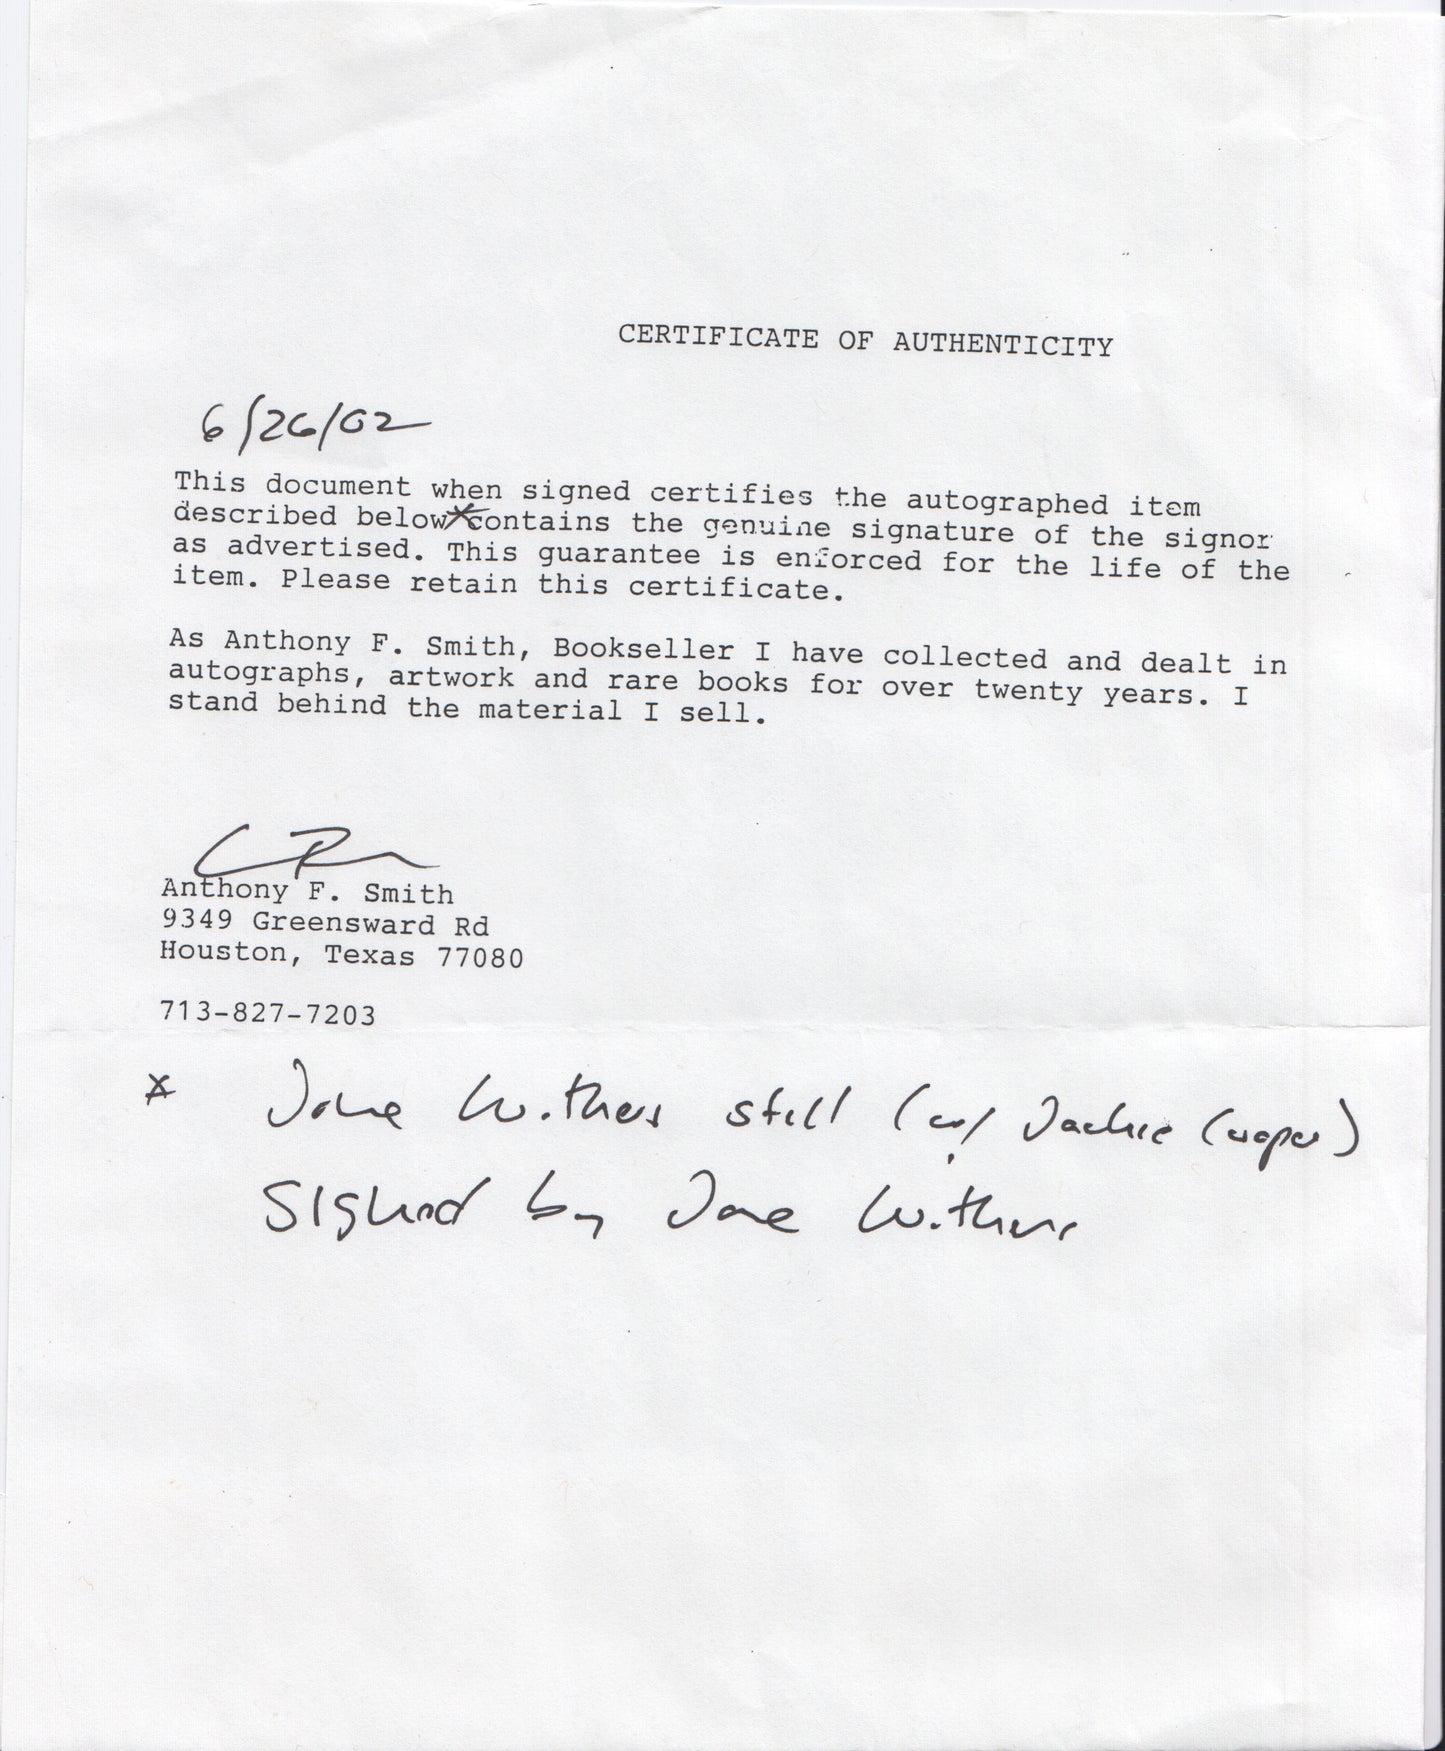 CERTIFICATE OF AUTHENTICITY
6/26/02
This document when signed certifies the autographed item
described below*contains the genuine signature of the signor
as advertised. This guarantee is enforced for the life of the
item. Please retain this certificate.
As Anthony F. Smith, Bookseller I have collected and dealt in
autographs, artwork and rare books for over twenty years. I
stand behind the material I sell.
Anthony F. Smith
9349 Greensward Rd
Houston, Texas 77080
713-827-7203
* Jane Withers still (w/ Jackie Cooper)
Signed by Jane Withers